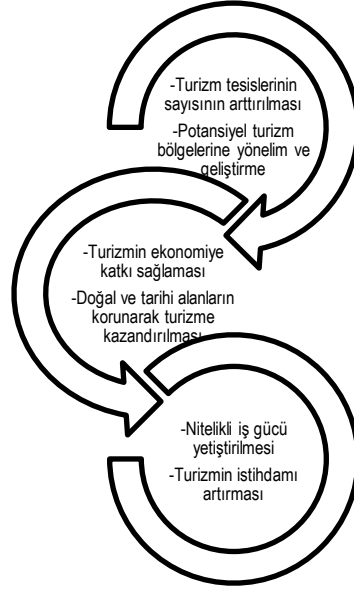 -Turizm tesislerinin
sayısının arttırılması
-Potansiyel turizm
bölgelerine yönelim ve
geliştirme
-Turizmin ekonomiye
katkı sağlaması
-Doğal ve tarihi alanların
korunarak turizme
kazandırılması
-Nitelikli iş gücü
yetiştirilmesi
-Turizmin istihdamı
artırması